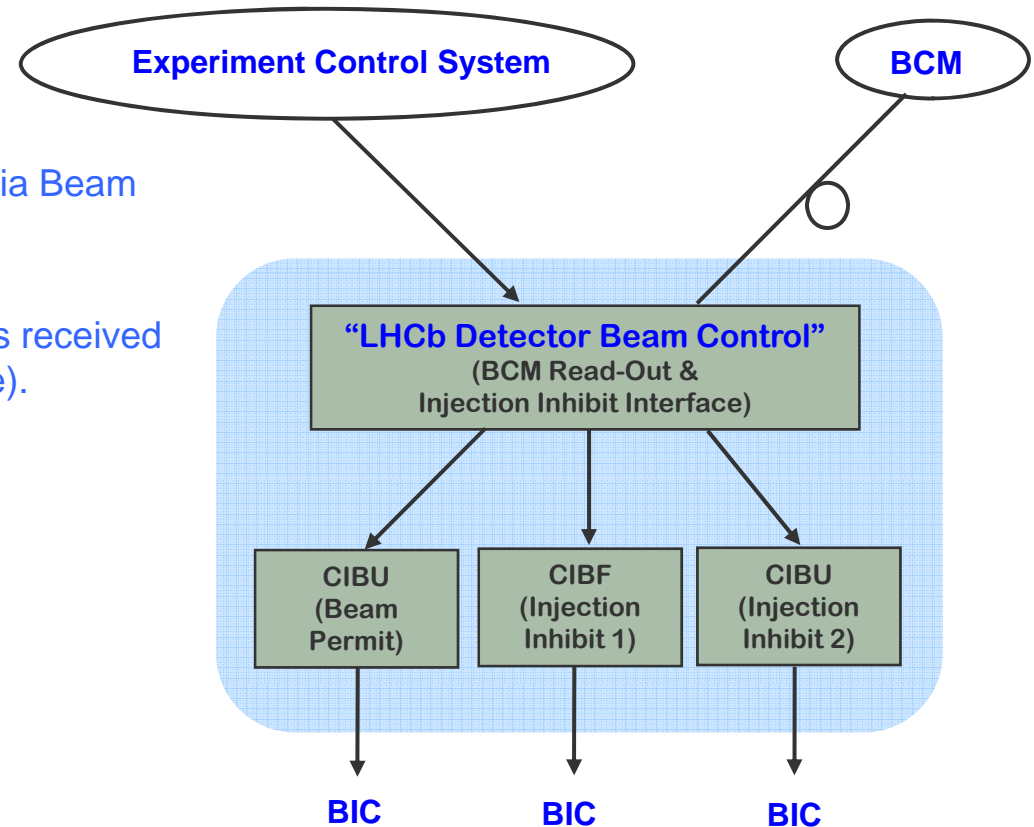 Experiment Control System
BCM
ia Beam
s received
e).
“LHCb Detector Beam Control”
(BCM Read-Out &
Injection Inhibit Interface)
CIBU
(Beam
Permit)
CIBF
(Injection
Inhibit 1)
CIBU
(Injection
Inhibit 2)
BIC
BIC
BIC